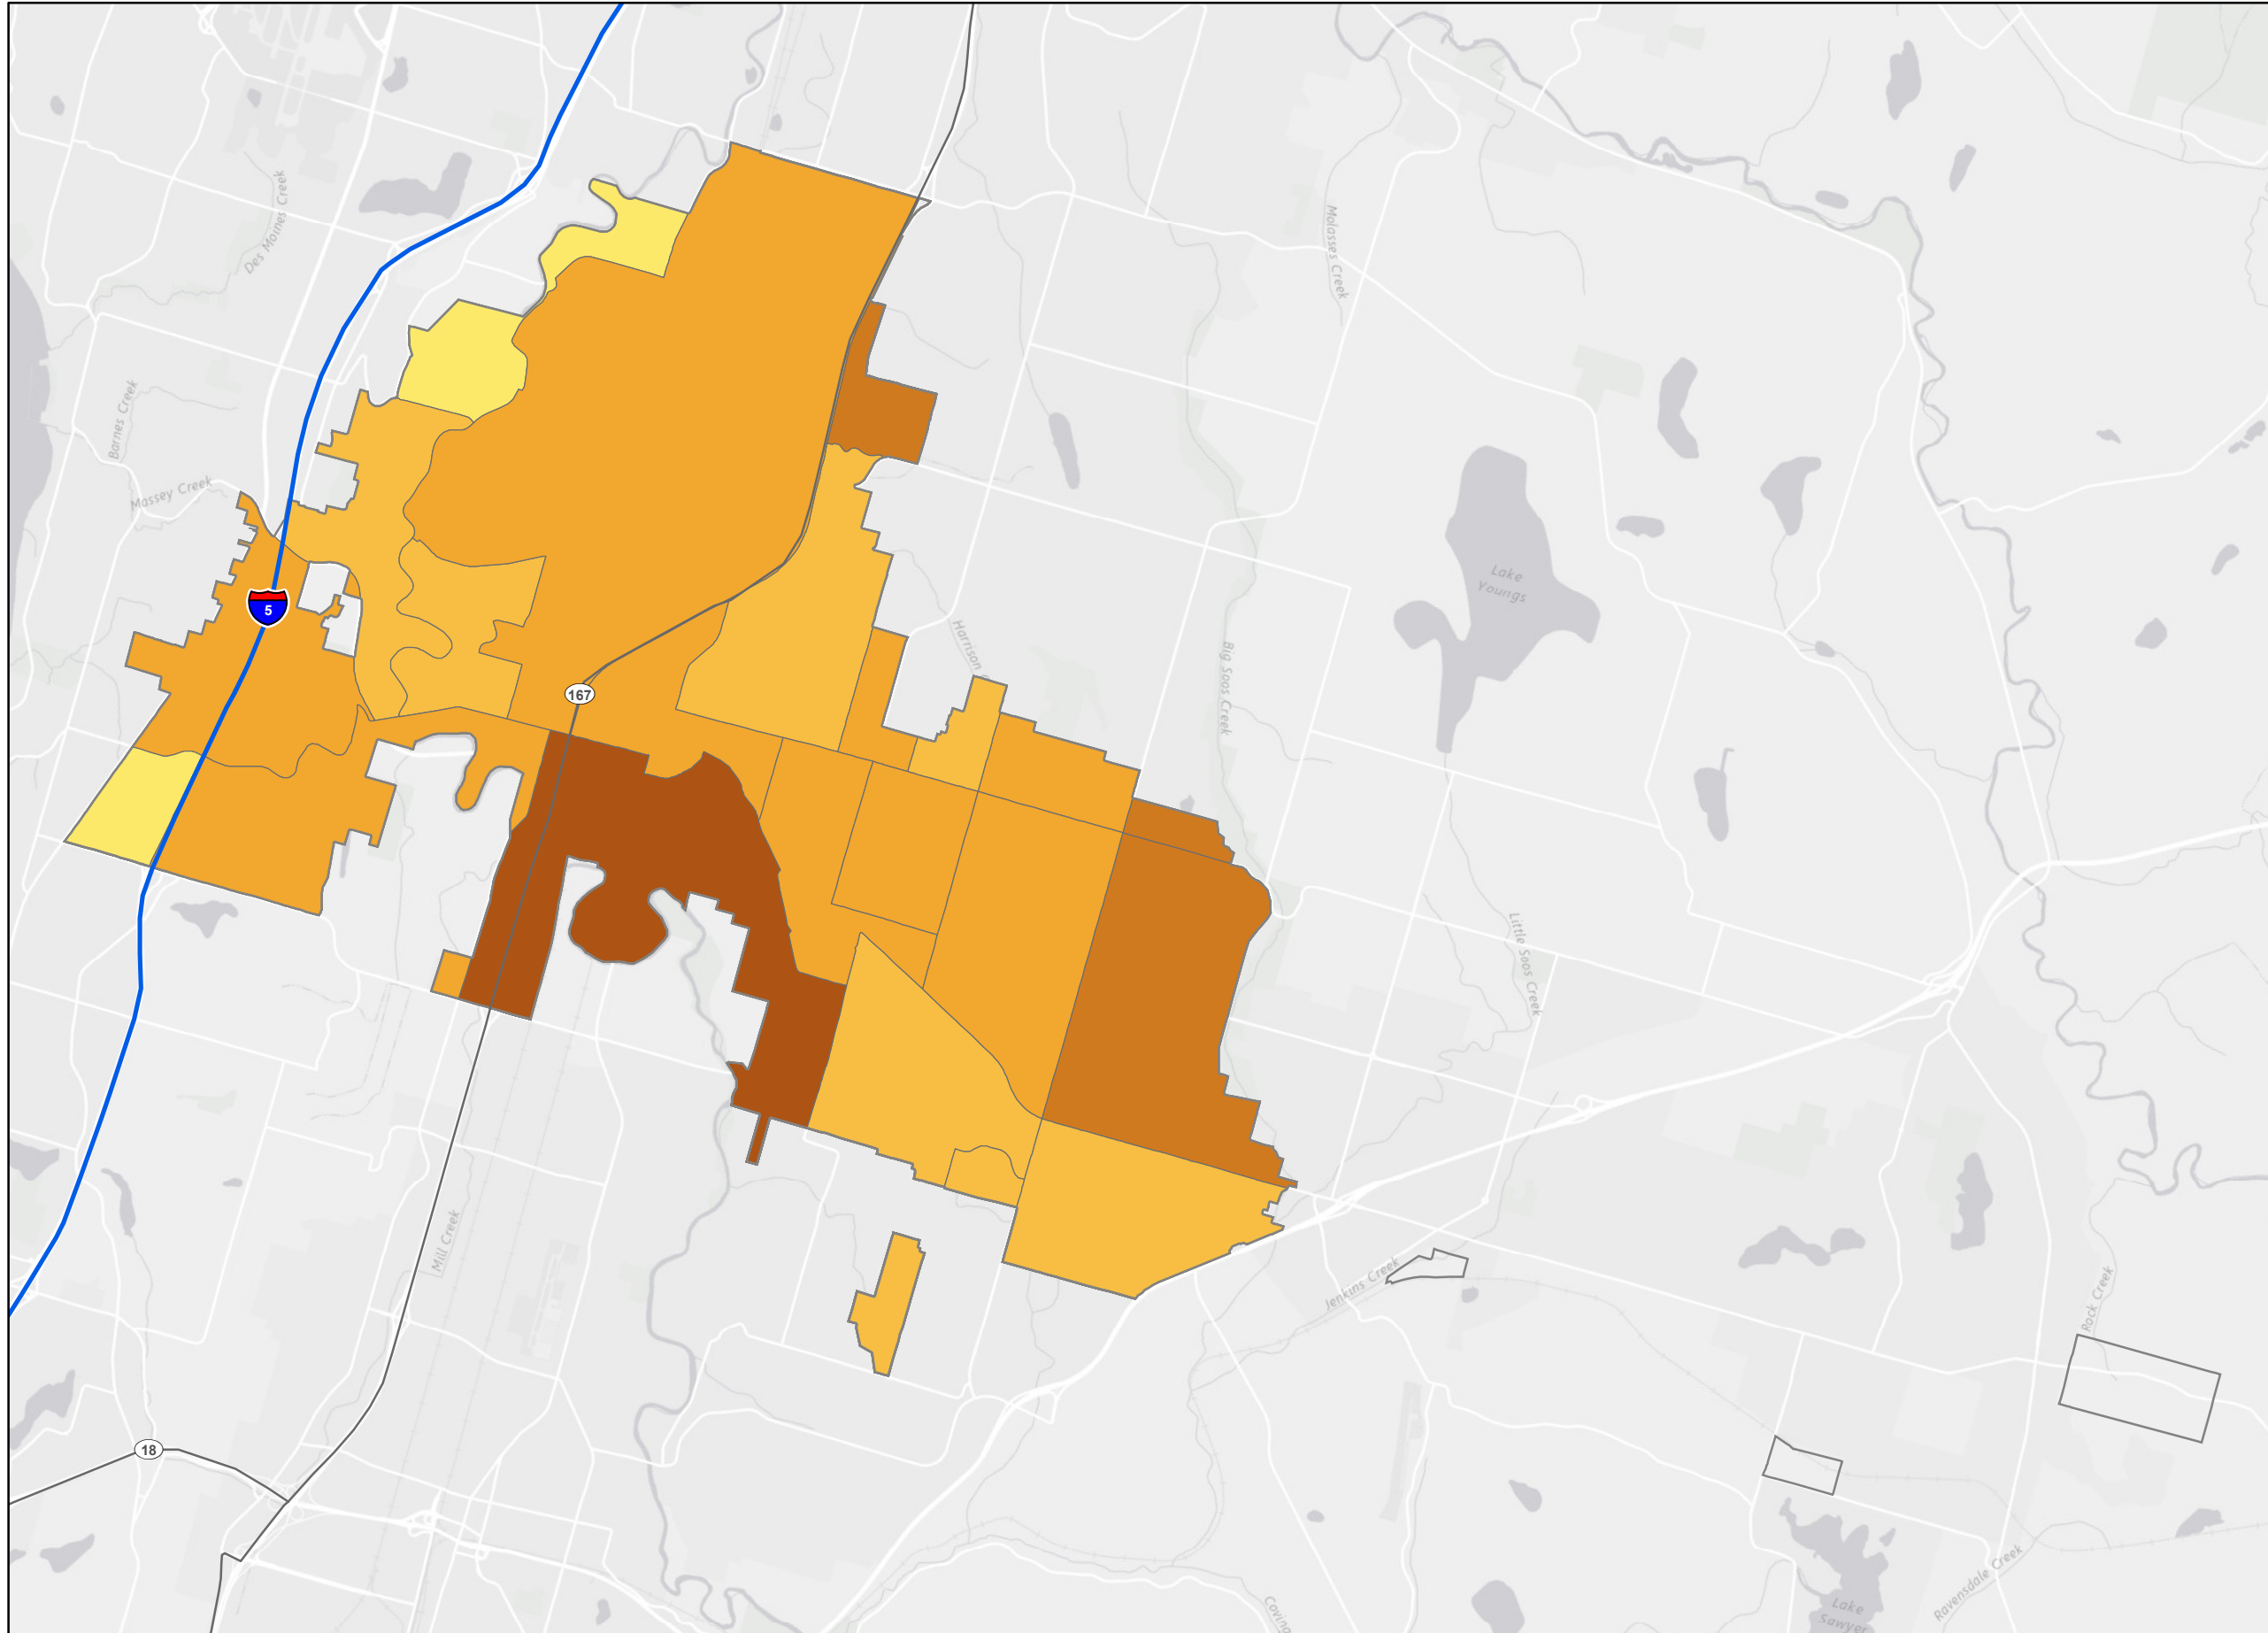 Des Moines Creek
Molasses Creek
Barnes Creek
Massey Creek
Lake
Youngs
5
Harrison
Big Soos Creek
167
Little Soos Creek
Mill Creek
Jenkins Creek
Rock Creek
18
Ravensdale Creek
Lake
Sawyer